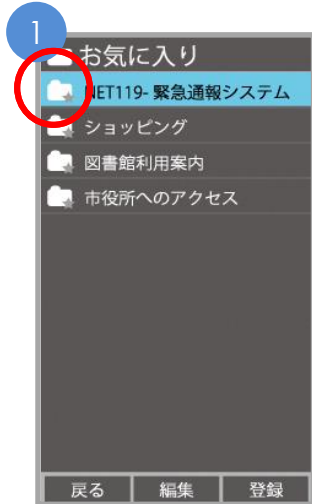 1
お気に入り
NET119- 緊急通報システム
ショッピング
図書館利用案内
市役所へのアクセス
戻る 編集 登録